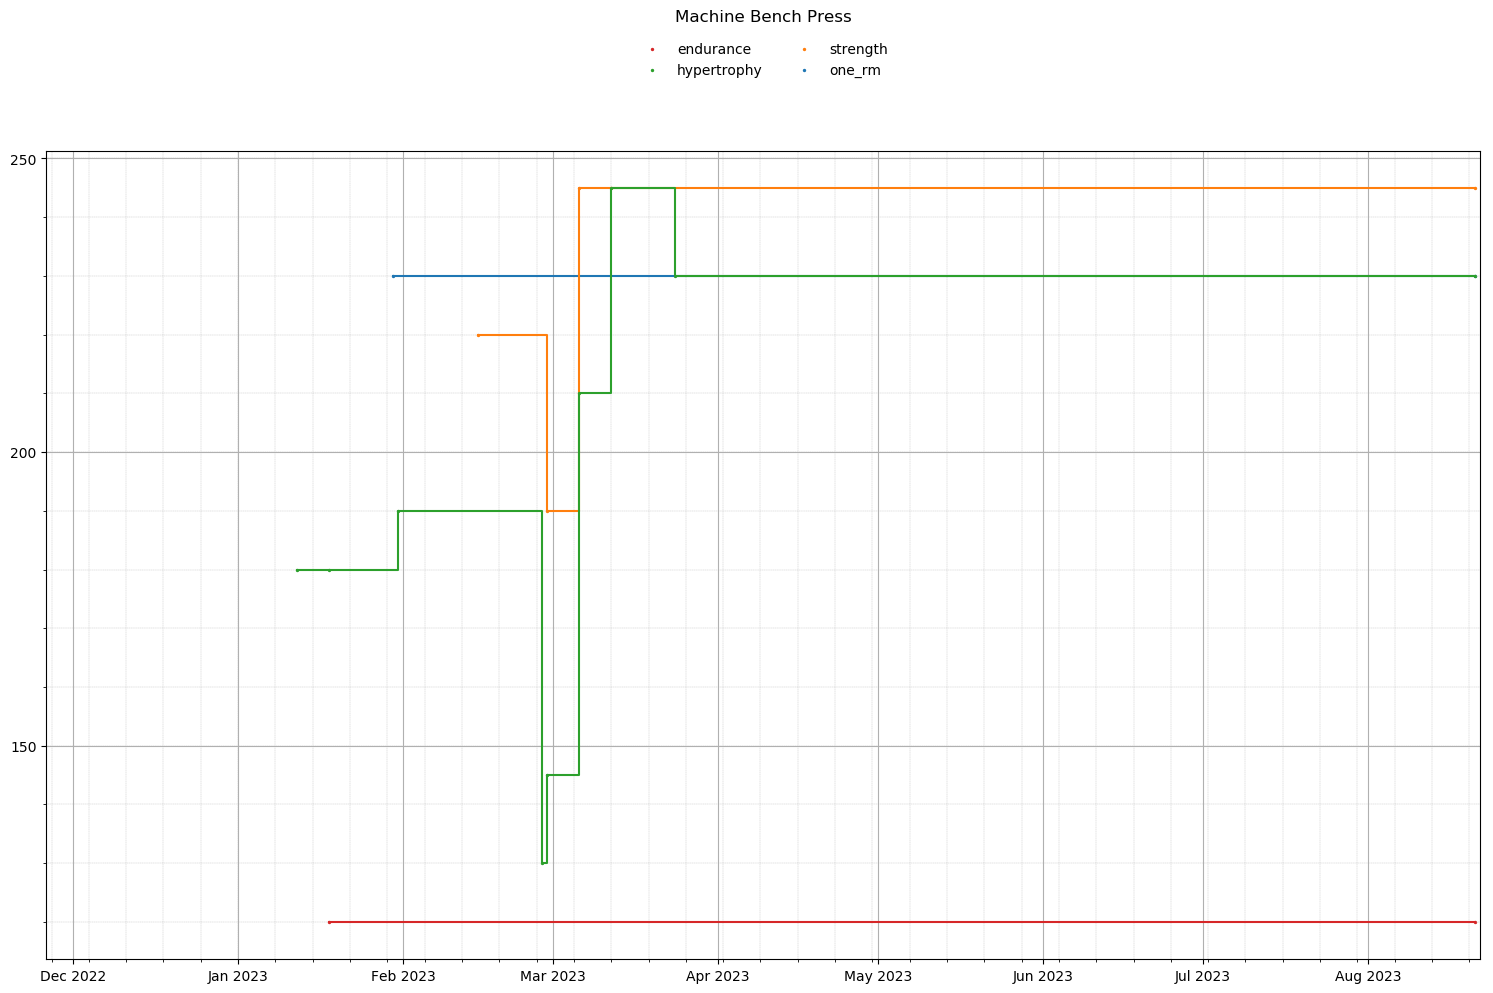 Machine Bench Press
endurance strength
hypertrophy one_rm
250
200
150
Dec 2022 Jan 2023 Feb 2023 Mar 2023 Apr 2023 May 2023 Jun 2023 Jul 2023 Aug 2023